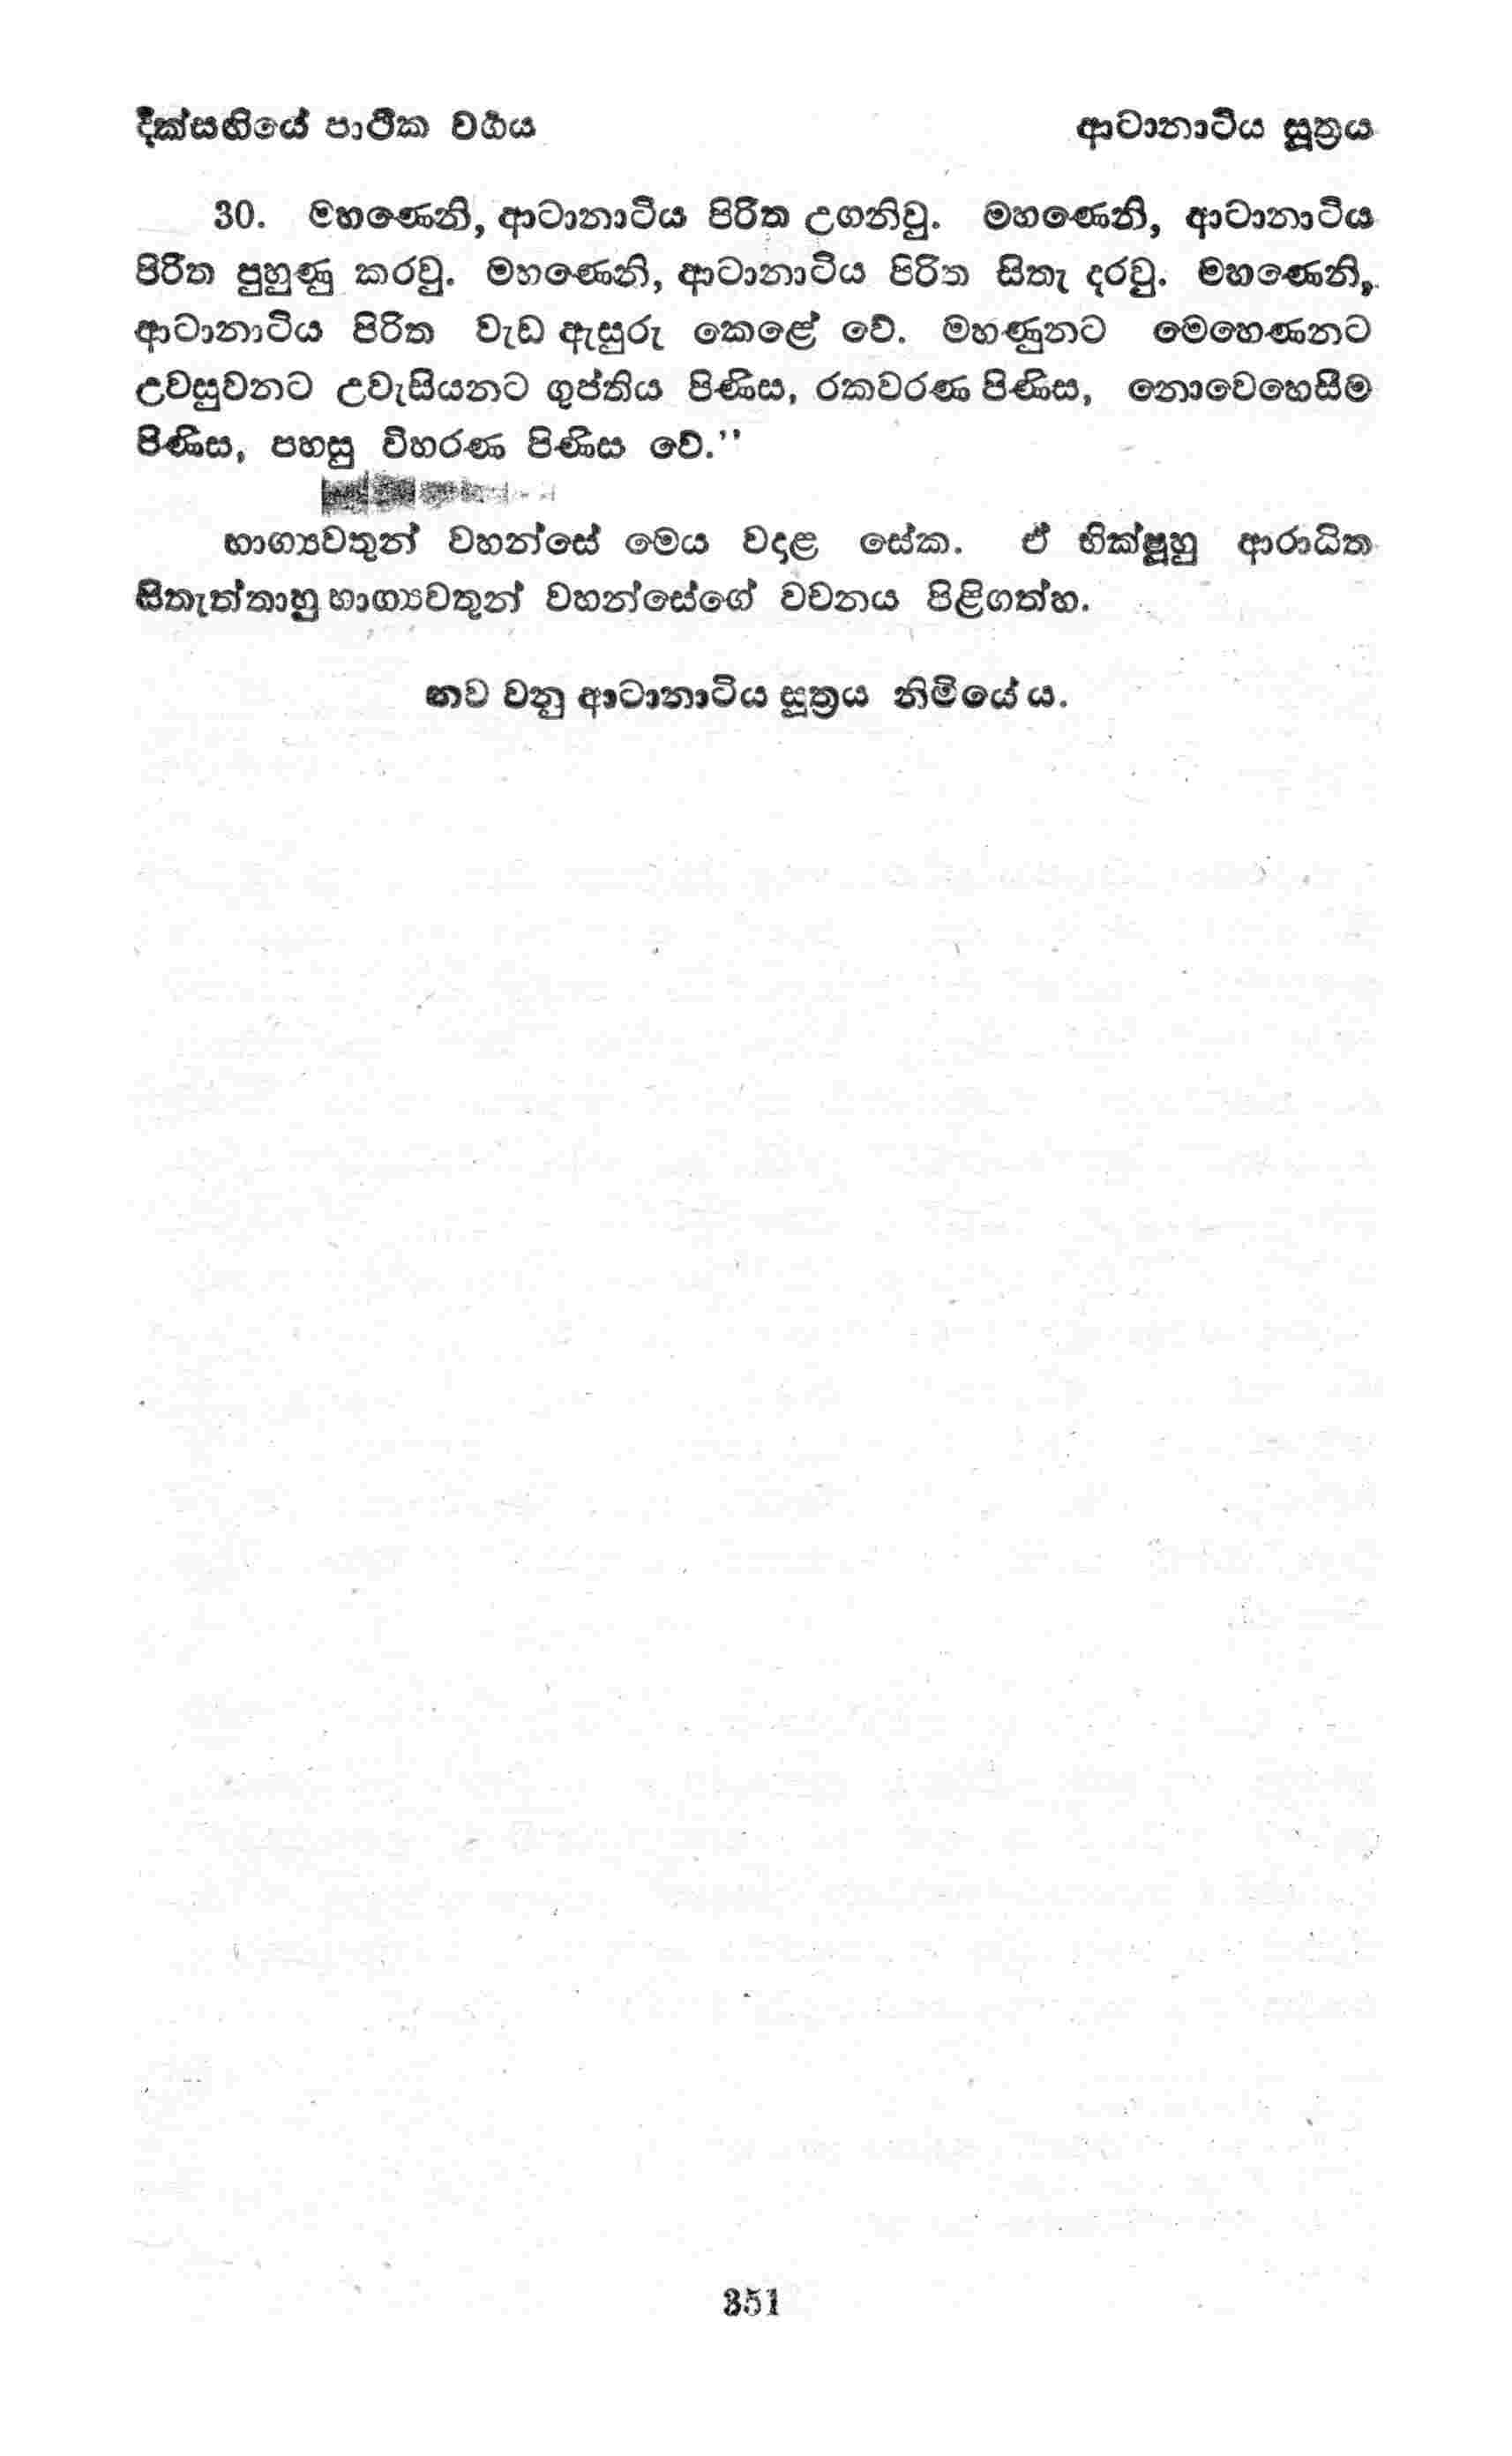 දික්සඟියේ පාථික වර්‍ගය ආටානාටිය සූත්‍රය
30. මහණෙනි, ආටානාටිය පිරිත උගනිවු. මහණෙනි, ආටානාටිය
පිරිත පුහුණු කරවු. මහණෙනි, ආටානාටිය පිරිත සිතැ දරවු. මහණෙනි,
ආටානාටිය පිරිත වැඩ ඇසුරු කෙළේ වේ. මහණුනට මෙහෙණනට
උවසුවනට උවැසියනට ගුප්තිය පිණිස, රකවරණ පිණිස, නොවෙහෙසීම
පිණිස, පහසු විහරණ පිණිස වේ.’’
භාග්‍යවතුන් වහන්සේ මෙය වදාළ සේක. ඒ භික්ෂූහු ආරාධිත
සිතැත්තාහු භාග්‍යවතුන් වහන්සේගේ වචනය පිළිගත්හ.
නව වනු ආටානාටිය සූත්‍රය නිමියේ ය.
351